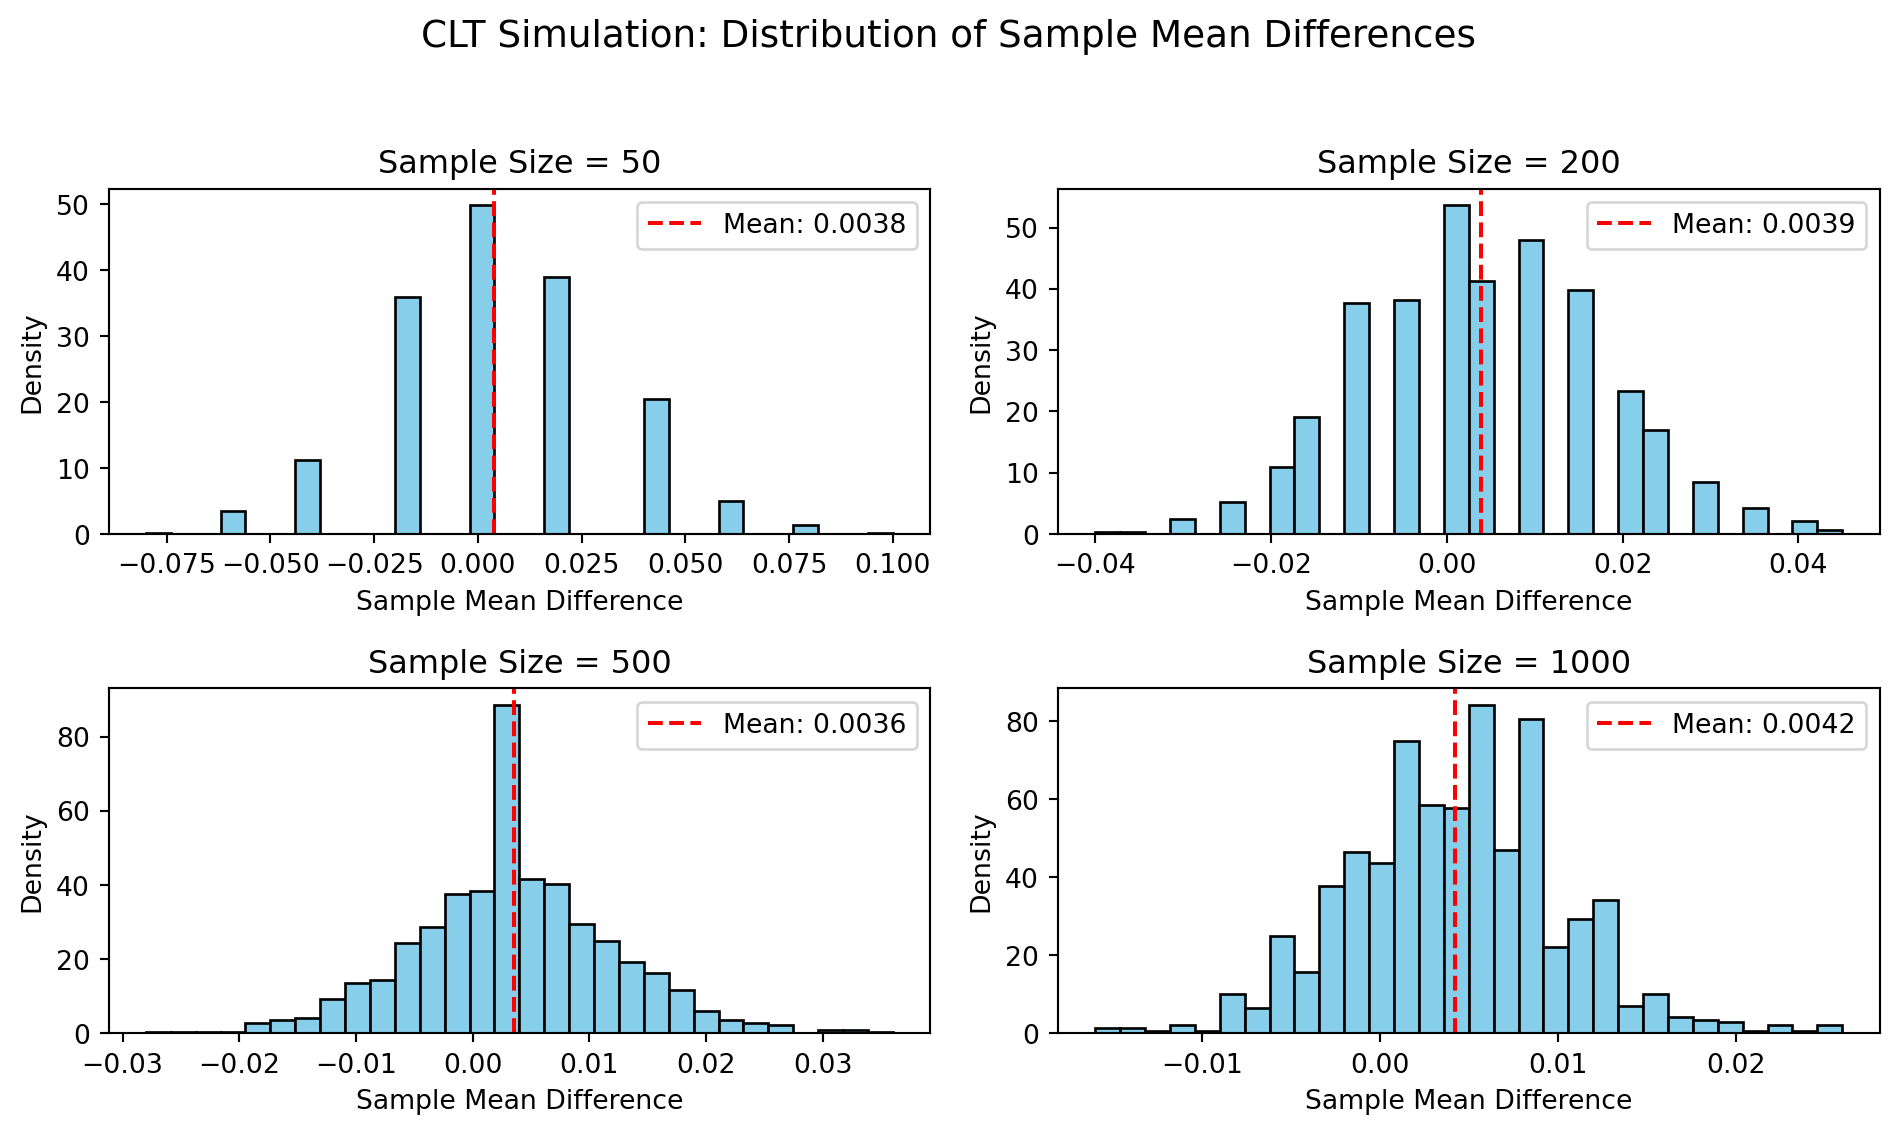 CLT Simulation: Distribution of Sample Mean Differences
Sample Size = 50
Mean: 0.0038
50
40
30
20
10
0
Density
−0.075 −0.050 −0.025 0.000 0.025 0.050 0.075 0.100
Sample Mean Difference
Sample Size = 200
Mean: 0.0039
50
40
30
20
10
0
Density
−0.04 −0.02 0.00 0.02 0.04
Sample Mean Difference
Sample Size = 500
Mean: 0.0036
80
60
40
20
0
Density
−0.03 −0.02 −0.01 0.00 0.01 0.02 0.03
Sample Mean Difference
Sample Size = 1000
Mean: 0.0042
80
60
40
20
0
Density
−0.01 0.00 0.01 0.02
Sample Mean Difference